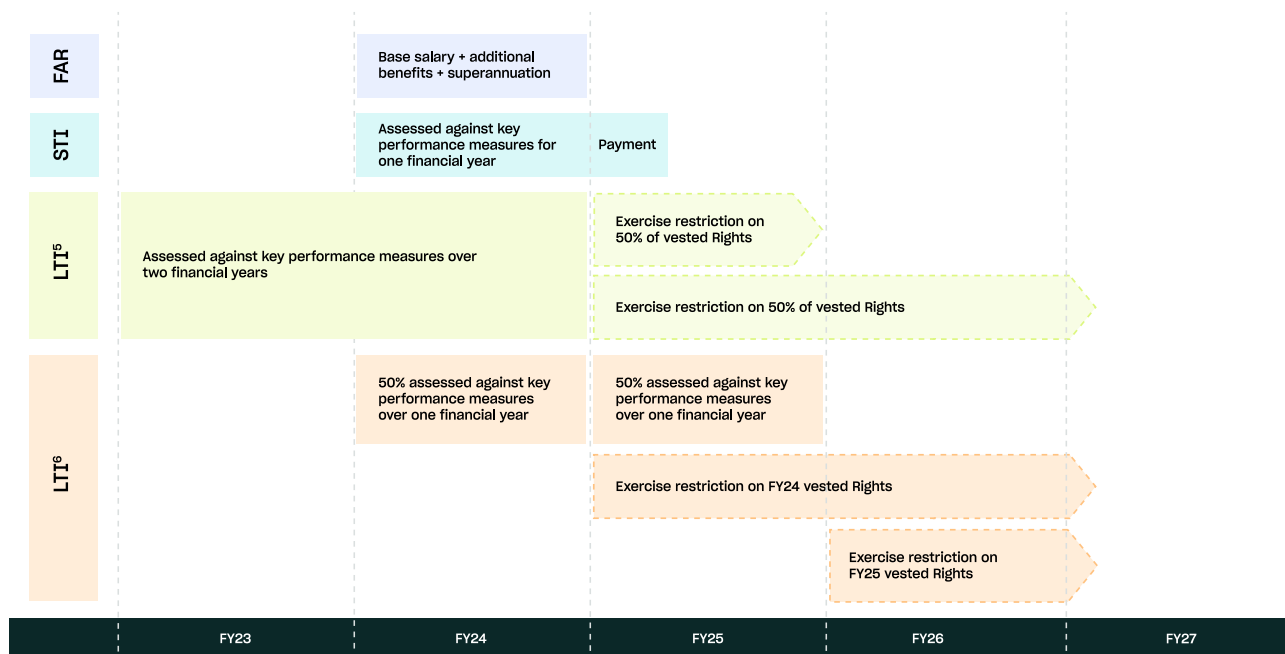 FAR
Base salary + additional
benefits + superannuation
STI
Assessed against key
performance measures for
one financial year
Payment
LTI⁵
Assessed against key performance measures over
two financial years
Exercise restriction on
50% of vested Rights
Exercise restriction on 50% of vested Rights
LTI⁶
50% assessed against key
performance measures
over one financial year
50% assessed against key
performance measures
over one financial year
Exercise restriction on FY24 vested Rights
Exercise restriction on
FY25 vested Rights
FY23
FY24
FY25
FY26
FY27